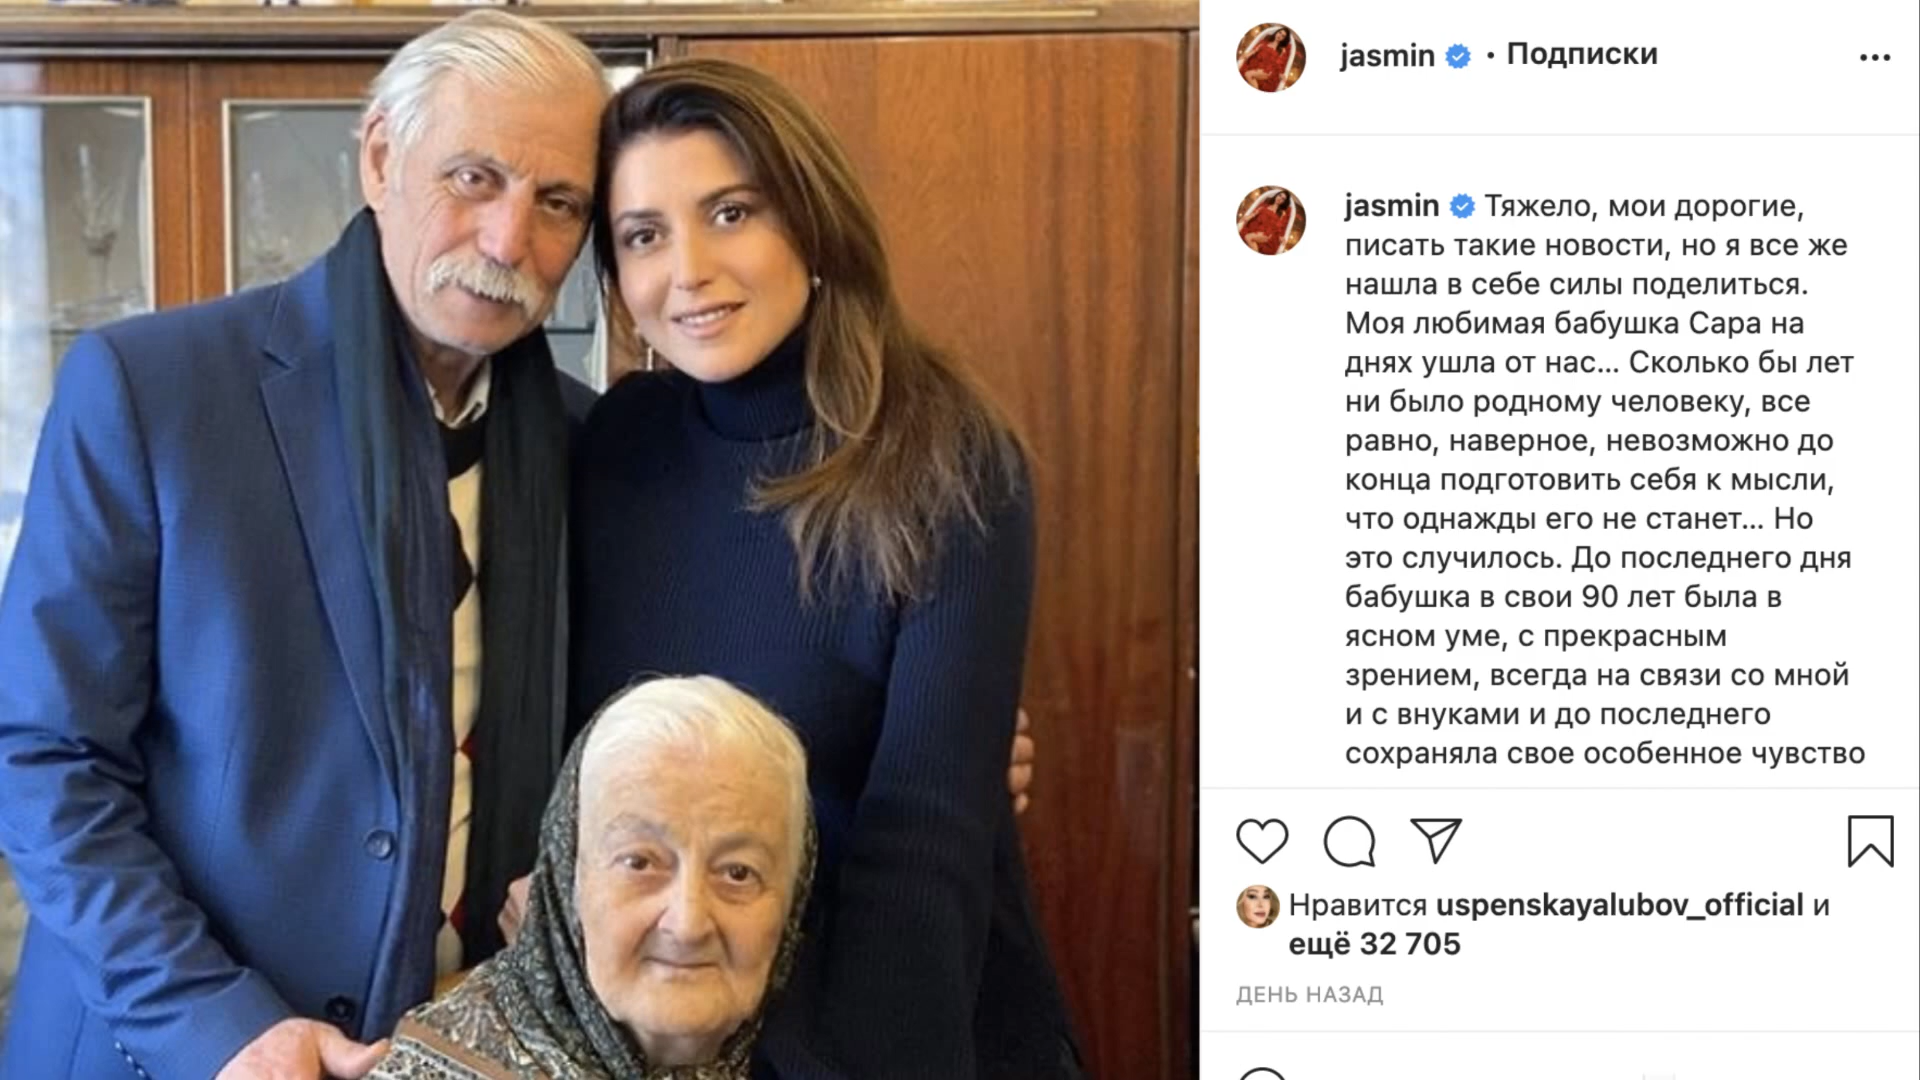 jasmin • Подписки
jasmin Тяжело, мои дорогие,
писать такие новости, но я все же
нашла в себе силы поделиться.
Моя любимая бабушка Сара на
днях ушла от нас... Сколько бы лет
ни было родному человеку, все
равно, наверное, невозможно до
конца подготовить себя к мысли,
что однажды его не станет... Но
это случилось. До последнего дня
бабушка в свои 90 лет была в
ясном уме, с прекрасным
зрением, всегда на связи со мной
и с внуками и до последнего
сохраняла свое особенное чувство
Нравится uspenskayalubov_official и
ещё 32 705
ДЕНЬ НАЗАД